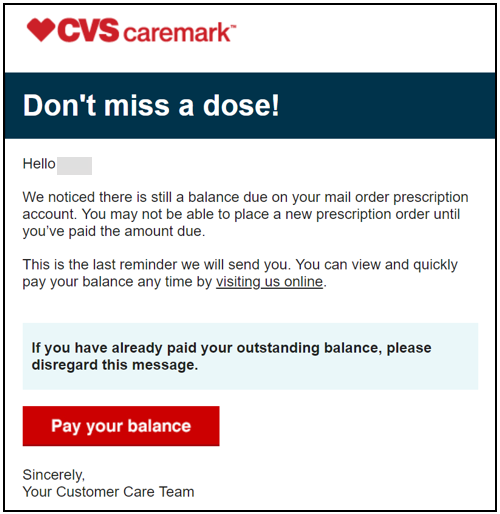 CVS caremark™
Don't miss a dose!
Hello
We noticed there is still a balance due on your mail order prescription
account. You may not be able to place a new prescription order until
you've paid the amount due.
This is the last reminder we will send you. You can view and quickly
pay your balance any time by visiting us online.
If you have already paid your outstanding balance, please
disregard this message.
Pay your balance
Sincerely,
Your Customer Care Team